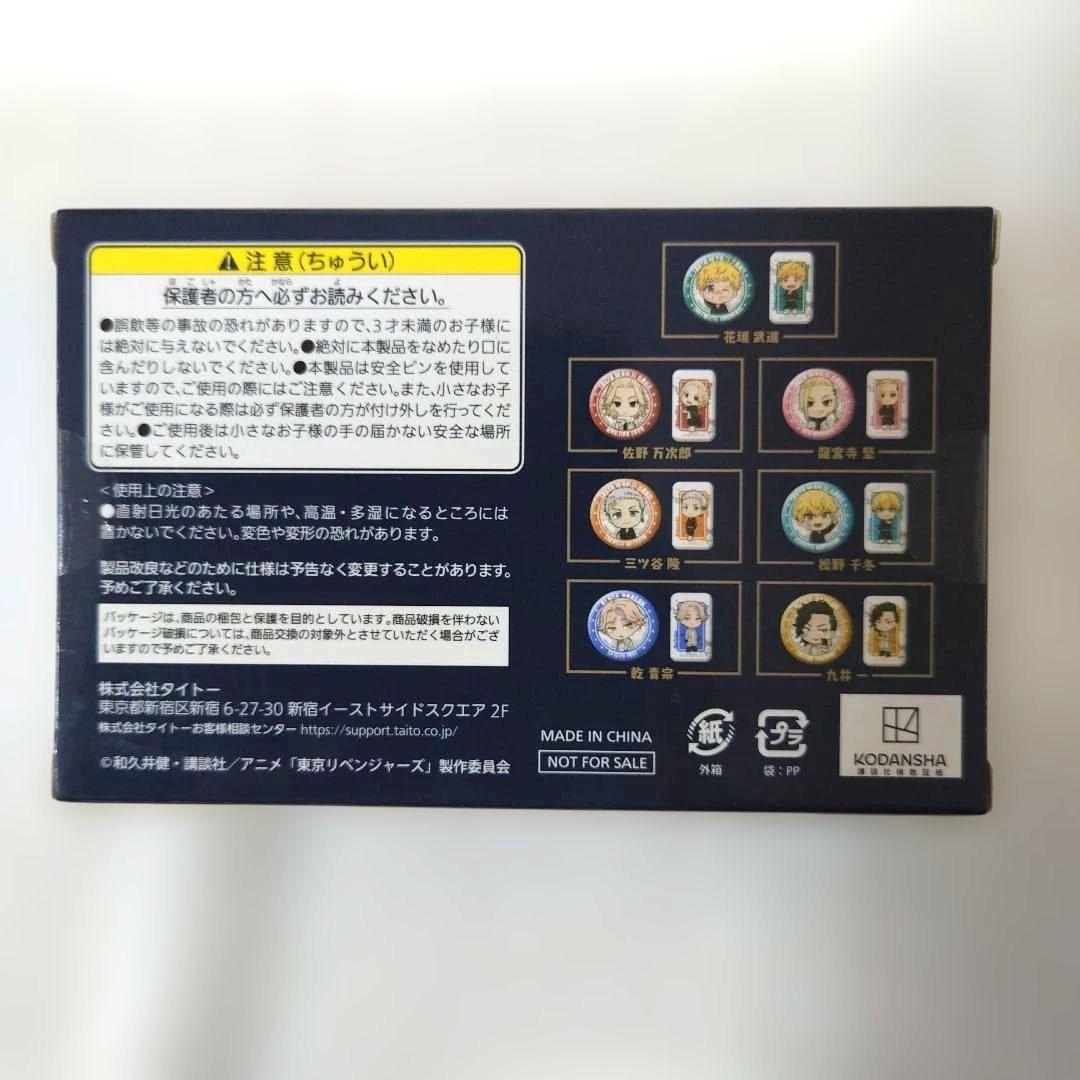 注意(ちゅうい)
ほごしゃ かた かなら よ
保護者の方へ必ずお読みください。
●誤飲等の事故の恐れがありますので、3才未満のお子様に
は絶対に与えないでください。●絶対に本製品をなめたり口に
含んだりしないでください。●本製品は安全ピンを使用して
いますので、ご使用の際にはご注意ください。また、小さなお子
様がご使用になる際は必ず保護者の方が付け外しを行ってくだ
さい。●ご使用後は小さなお子様の手の届かない安全な場所
に保管してください。
<使用上の注意>
●直射日光のあたる場所や、高温・多湿になるところには
置かないでください。変色や変形の恐れがあります。
製品改良などのために仕様は予告なく変更することがあります。
予めご了承ください。
パッケージは、商品の梱包と保護を目的としています。商品破損を伴わない
パッケージ破損については、商品交換の対象外とさせていただく場合がござ
いますので予めご了承ください。
株式会社タイトー
東京都新宿区新宿 6-27-30 新宿イーストサイドスクエア 2F
株式会社タイトーお客様相談センター https://support.taito.co.jp/
©和久井健・講談社/アニメ「東京リベンジャーズ」製作委員会
花垣 武道
佐野 万次郎
龍宮寺 堅
三ツ谷 隆
松野 千冬
乾 青宗
九井 一
MADE IN CHINA
NOT FOR SALE
紙
外箱
プラ
袋:PP
KODANSHA
講談社権利証紙